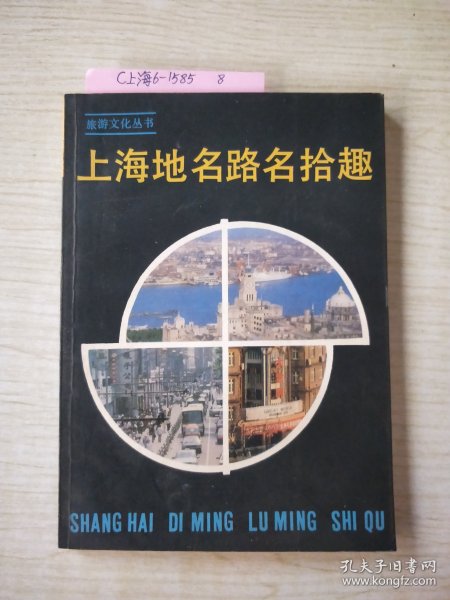 C上海6-1585 8
旅游文化丛书
上海地名路名拾趣
SHANG HAI DI MING LU MING SHI QU
孔夫子旧书网
www.kongfz.com